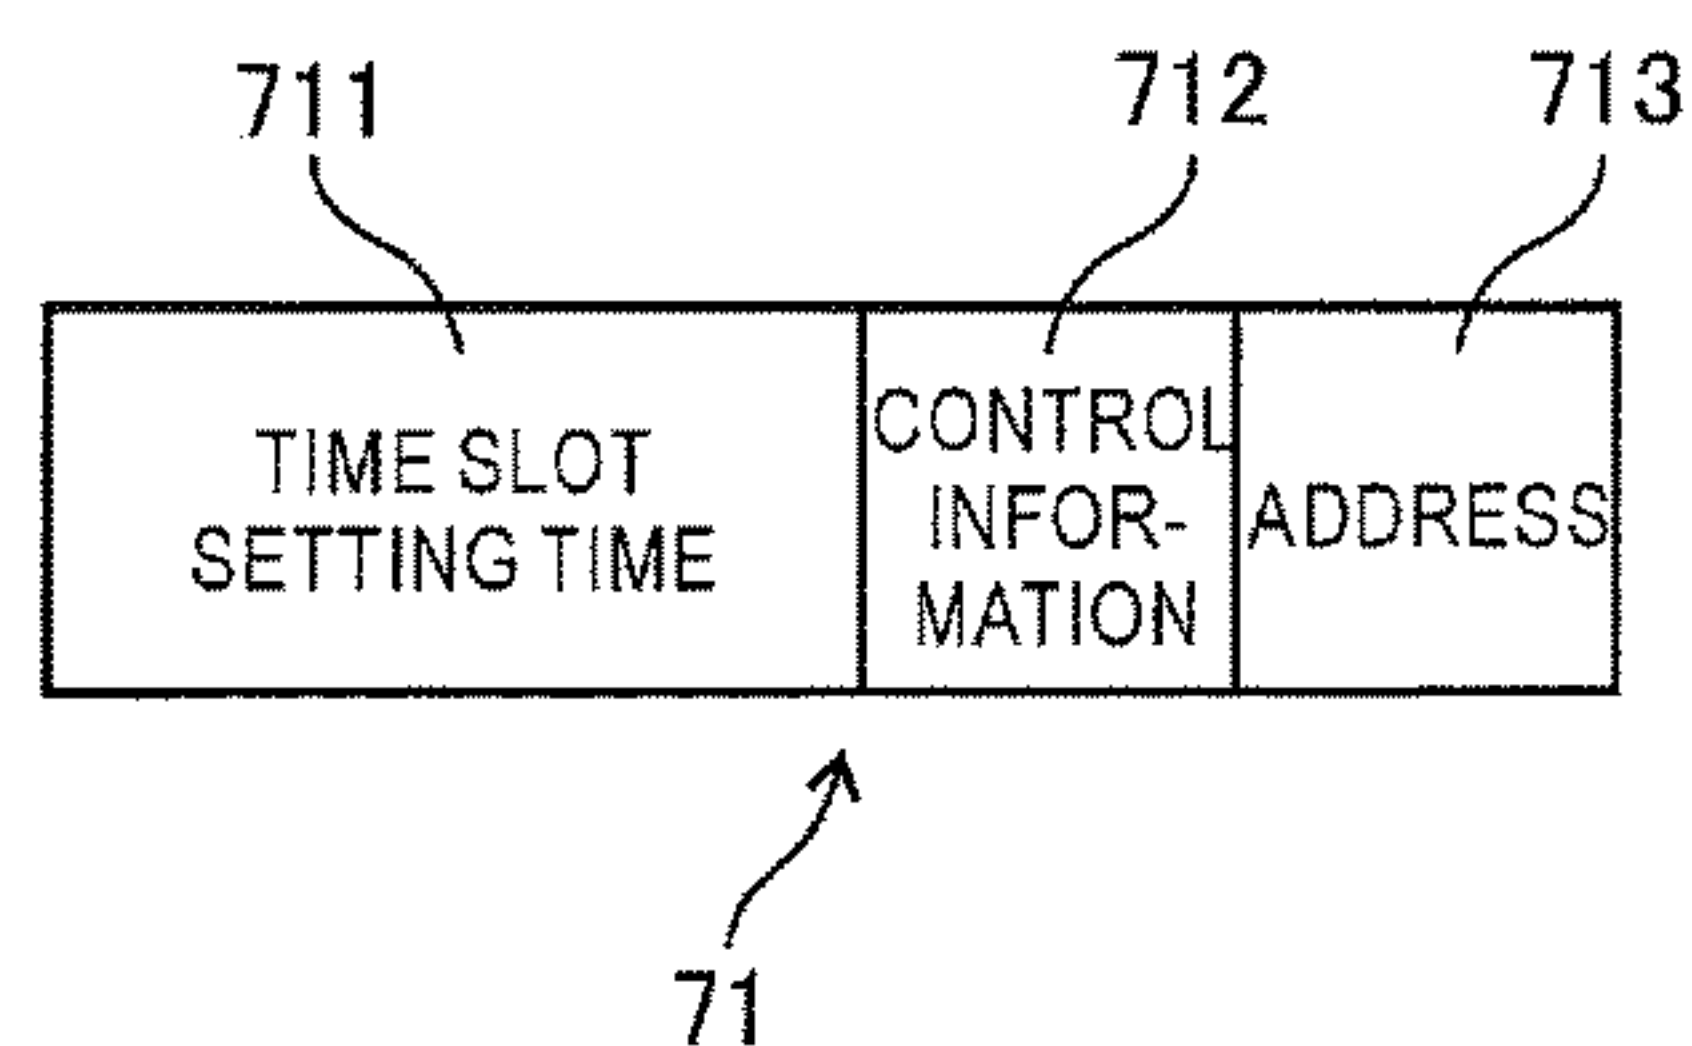 711
712
713
TIME SLOT
SETTING TIME
CONTROL
INFOR-
MATION
ADDRESS
71